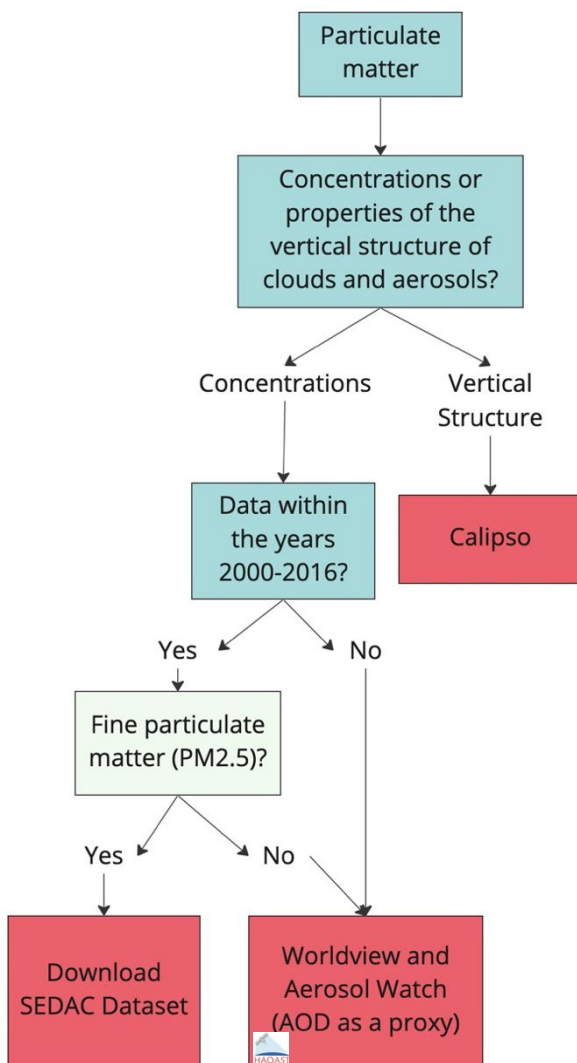 Particulate
matter
Concentrations or
properties of the
vertical structure of
clouds and aerosols?
Concentrations
Vertical
Structure
Data within
the years
2000-2016?
Calipso
Yes
No
Fine particulate
matter (PM2.5)?
Yes
No
Download
SEDAC Dataset
Worldview and
Aerosol Watch
(AOD as a proxy)
HAQAST